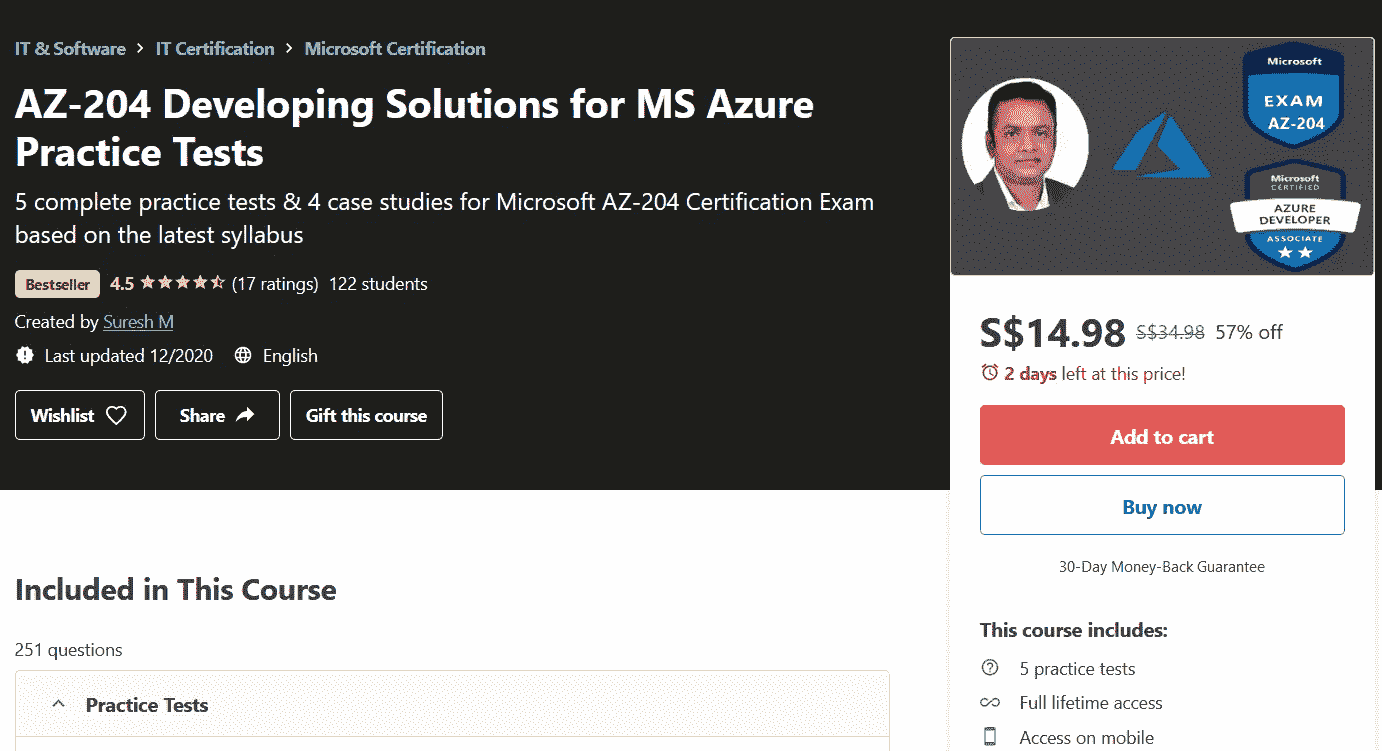 IT & Software > IT Certification > Microsoft Certification
AZ-204 Developing Solutions for MS Azure
Practice Tests
5 complete practice tests & 4 case studies for Microsoft AZ-204 Certification Exam
based on the latest syllabus
Bestseller 4.5 (17 ratings) 122 students
Created by Suresh M
Last updated 12/2020 English
Wishlist Share Gift this course
Included in This Course
251 questions
Practice Tests
Microsoft
EXAM
AZ-204
Microsoft
CERTIFIED
AZURE
DEVELOPER
ASSOCIATE
S$14.98 S$34.98 57% off
2 days left at this price!
Add to cart
Buy now
30-Day Money-Back Guarantee
This course includes:
5 practice tests
Full lifetime access
Access on mobile